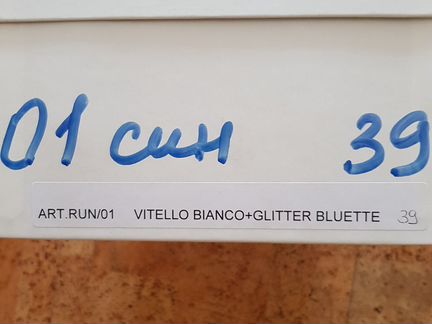 01 син 39
ART.RUN/01 VITELLO BIANCO+GLITTER BLUETTE 39